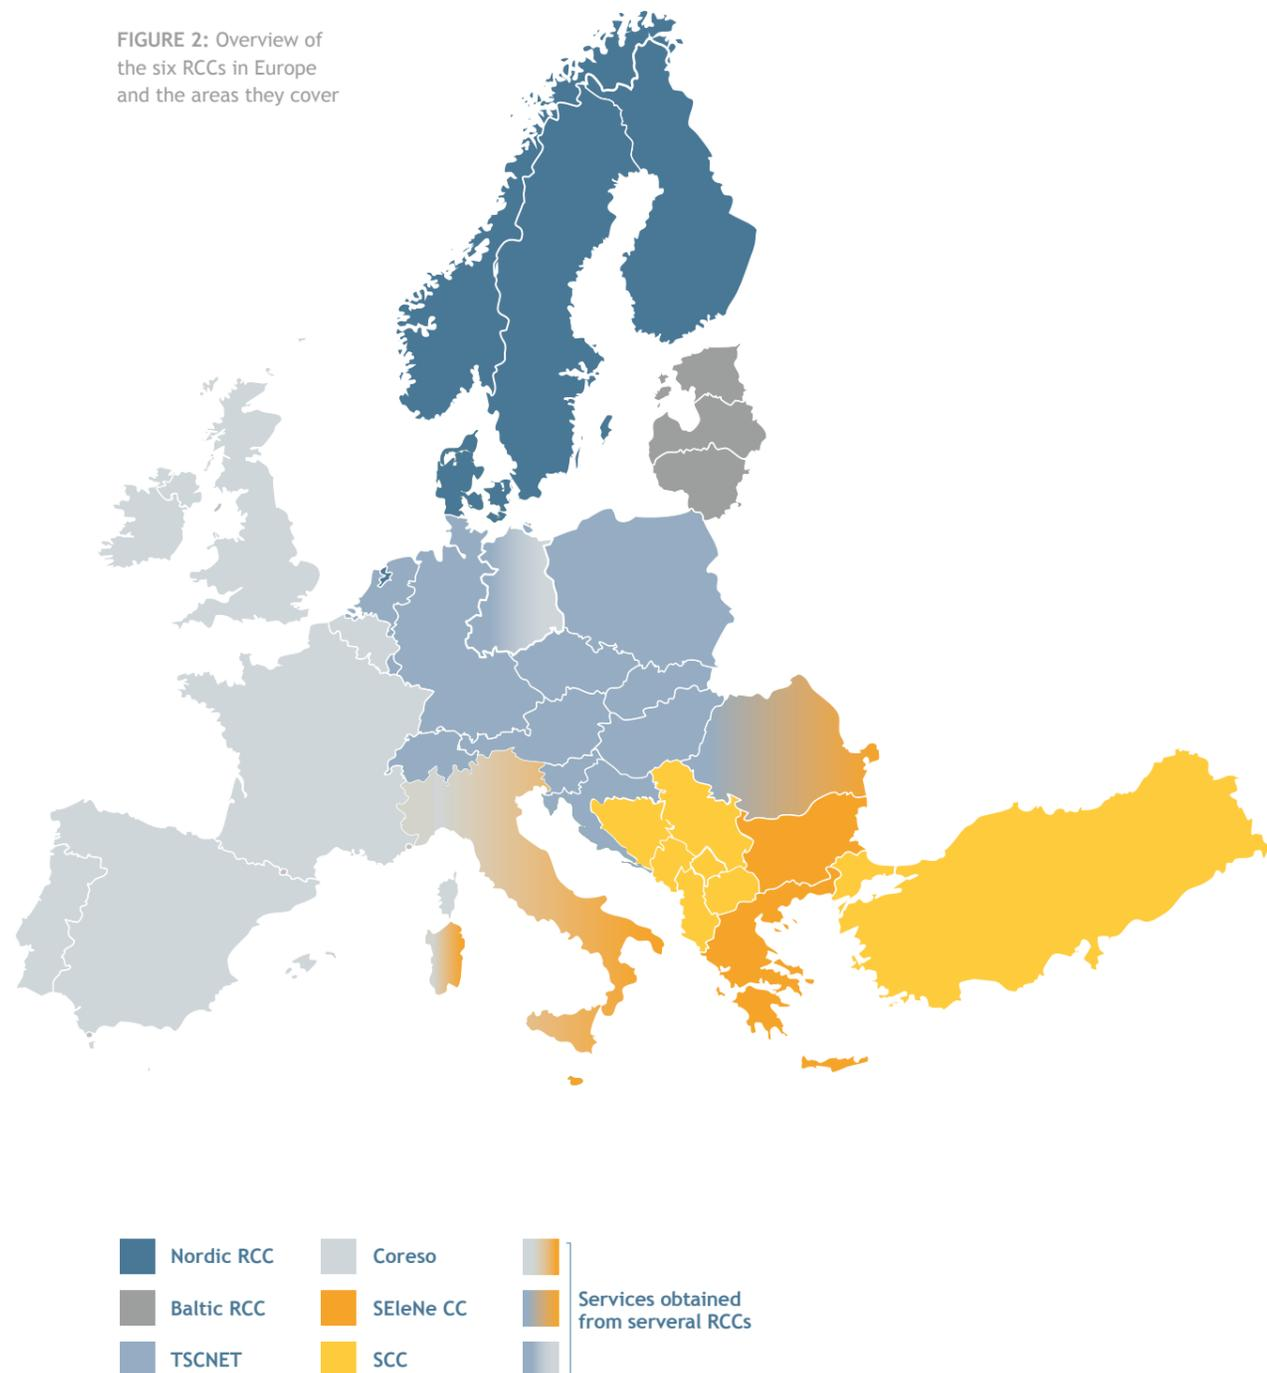 FIGURE 2: Overview of
the six RCCs in Europe
and the areas they cover
Nordic RCC
Coreso
Baltic RCC
SEleNe CC
Services obtained
from serveral RCCs
TSCNET
SCC